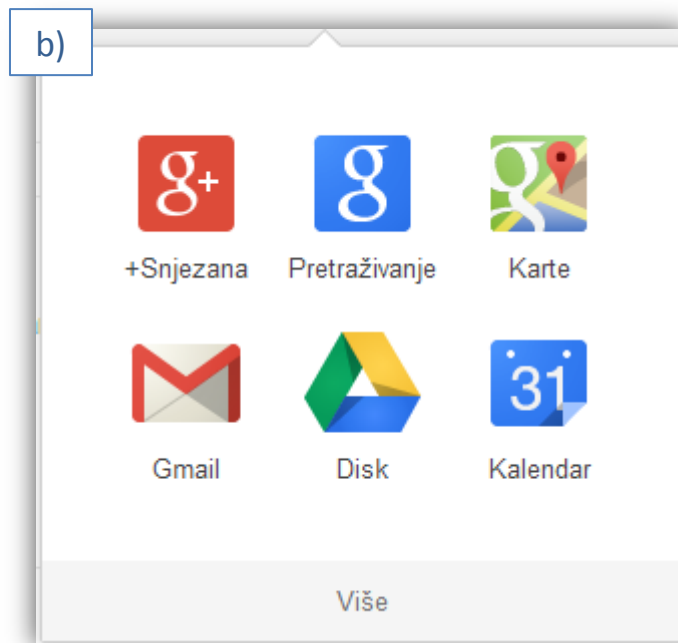 b)
g+ g g
+Snjezana Pretraživanje Karte
31
Gmail Disk Kalendar
Više